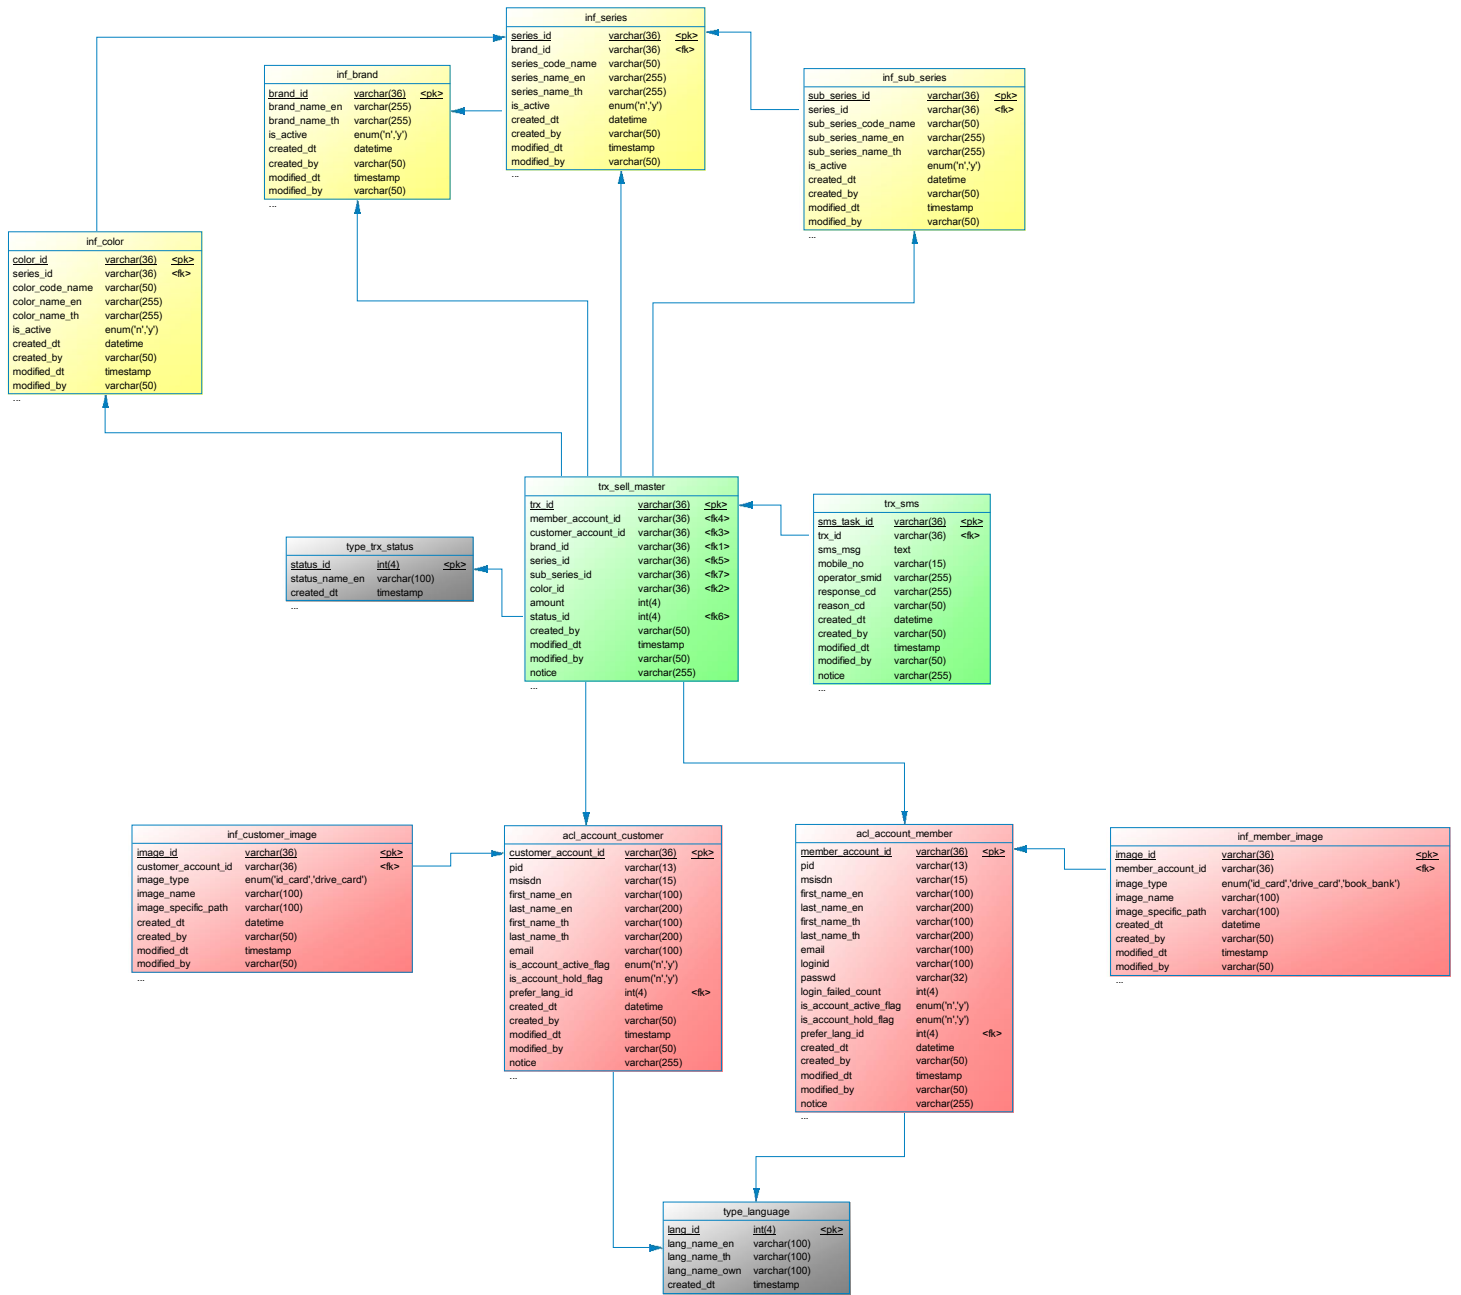 inf_series
series_id varchar(36) <pk>
brand_id varchar(36) <fk>
series_code_name varchar(50)
series_name_en varchar(255)
series_name_th varchar(255)
is_active enum('n','y')
created_dt datetime
created_by varchar(50)
modified_dt timestamp
modified_by varchar(50)
...
inf_brand
brand_id varchar(36) <pk>
brand_name_en varchar(255)
brand_name_th varchar(255)
is_active enum('n','y')
created_dt datetime
created_by varchar(50)
modified_dt timestamp
modified_by varchar(50)
...
inf_sub_series
sub_series_id varchar(36) <pk>
series_id varchar(36) <fk>
sub_series_code_name varchar(50)
sub_series_name_en varchar(255)
sub_series_name_th varchar(255)
is_active enum('n','y')
created_dt datetime
created_by varchar(50)
modified_dt timestamp
modified_by varchar(50)
...
inf_color
color_id varchar(36) <pk>
series_id varchar(36) <fk>
color_code_name varchar(50)
color_name_en varchar(255)
color_name_th varchar(255)
is_active enum('n','y')
created_dt datetime
created_by varchar(50)
modified_dt timestamp
modified_by varchar(50)
...
trx_sell_master
trx_id varchar(36) <pk>
member_account_id varchar(36) <fk4>
customer_account_id varchar(36) <fk3>
brand_id varchar(36) <fk1>
series_id varchar(36) <fk5>
sub_series_id varchar(36) <fk7>
color_id varchar(36) <fk2>
amount int(4)
status_id int(4) <fk6>
created_by varchar(50)
modified_dt timestamp
modified_by varchar(50)
notice varchar(255)
...
trx_sms
sms_task_id varchar(36) <pk>
trx_id varchar(36) <fk>
sms_msg text
mobile_no varchar(15)
operator_smid varchar(255)
response_cd varchar(255)
reason_cd varchar(50)
created_dt datetime
created_by varchar(50)
modified_dt timestamp
modified_by varchar(50)
notice varchar(255)
...
type_trx_status
status_id int(4) <pk>
status_name_en varchar(100)
created_dt timestamp
...
inf_customer_image
image_id varchar(36) <pk>
customer_account_id varchar(36) <fk>
image_type enum('id_card','drive_card')
image_name varchar(100)
image_specific_path varchar(100)
created_dt datetime
created_by varchar(50)
modified_dt timestamp
modified_by varchar(50)
...
acl_account_customer
customer_account_id varchar(36) <pk>
pid varchar(13)
msisdn varchar(15)
first_name_en varchar(100)
last_name_en varchar(200)
first_name_th varchar(100)
last_name_th varchar(200)
email varchar(100)
is_account_active_flag enum('n','y')
is_account_hold_flag enum('n','y')
prefer_lang_id int(4) <fk>
created_dt datetime
created_by varchar(50)
modified_dt timestamp
modified_by varchar(50)
notice varchar(255)
...
acl_account_member
member_account_id varchar(36) <pk>
pid varchar(13)
msisdn varchar(15)
first_name_en varchar(100)
last_name_en varchar(200)
first_name_th varchar(100)
last_name_th varchar(200)
email varchar(100)
loginid varchar(100)
passwd varchar(32)
login_failed_count int(4)
is_account_active_flag enum('n','y')
is_account_hold_flag enum('n','y')
prefer_lang_id int(4) <fk>
created_dt datetime
created_by varchar(50)
modified_dt timestamp
modified_by varchar(50)
notice varchar(255)
...
inf_member_image
image_id varchar(36) <pk>
member_account_id varchar(36) <fk>
image_type enum('id_card','drive_card','book_bank')
image_name varchar(100)
image_specific_path varchar(100)
created_dt datetime
created_by varchar(50)
modified_dt timestamp
modified_by varchar(50)
...
type_language
lang_id int(4) <pk>
lang_name_en varchar(100)
lang_name_th varchar(100)
lang_name_own varchar(100)
created_dt timestamp